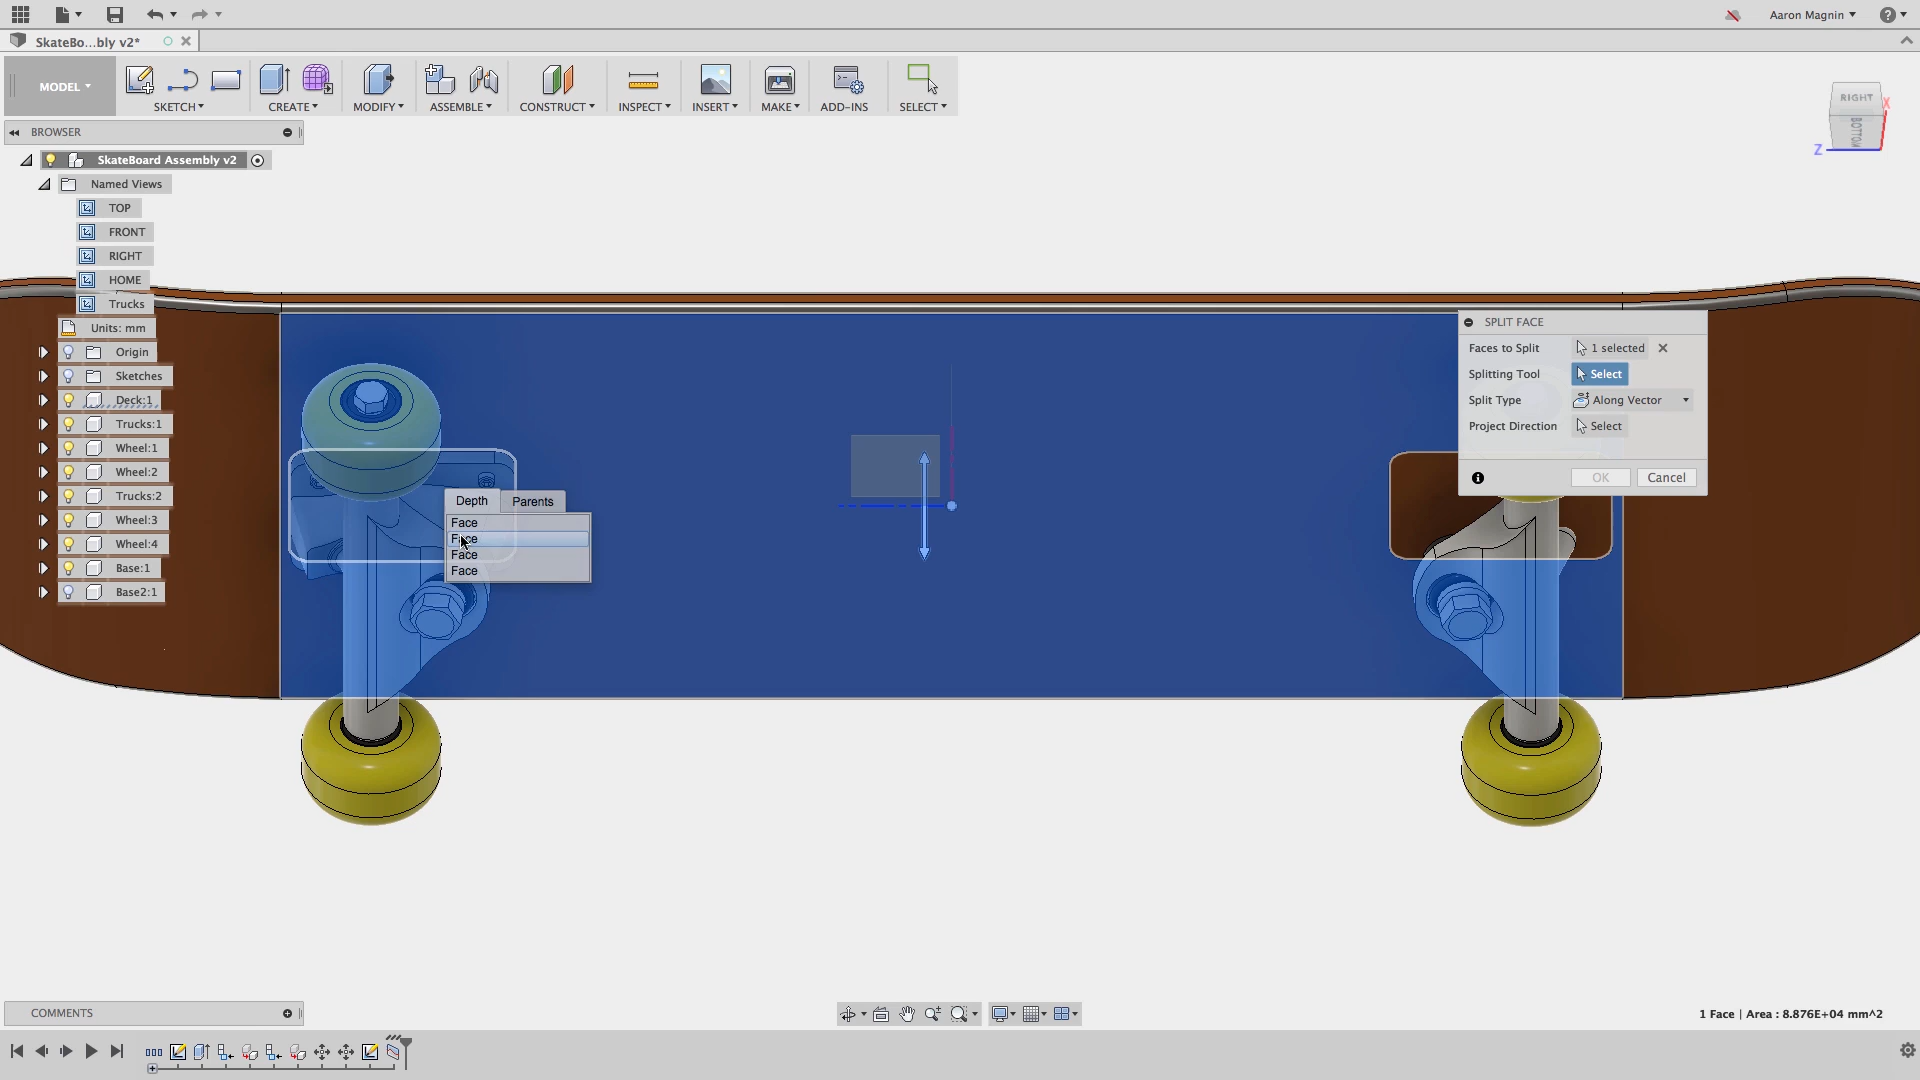 Aaron Magnin
SkateBo...bly v2*
MODEL
SKETCH
CREATE
MODIFY
ASSEMBLE
CONSTRUCT
INSPECT
INSERT
MAKE
ADD-INS
SELECT
RIGHT
BOTTOM
X
Z
BROWSER
SkateBoard Assembly v2
Named Views
TOP
FRONT
RIGHT
HOME
Trucks
Units: mm
Origin
Sketches
Deck:1
Trucks:1
Wheel:1
Wheel:2
Trucks:2
Wheel:3
Wheel:4
Base:1
Base2:1
Depth Parents
Face
Face
Face
Face
SPLIT FACE
Faces to Split 1 selected
Splitting Tool Select
Split Type Along Vector
Project Direction Select
OK Cancel
COMMENTS
1 Face | Area : 8.876E+04 mm^2